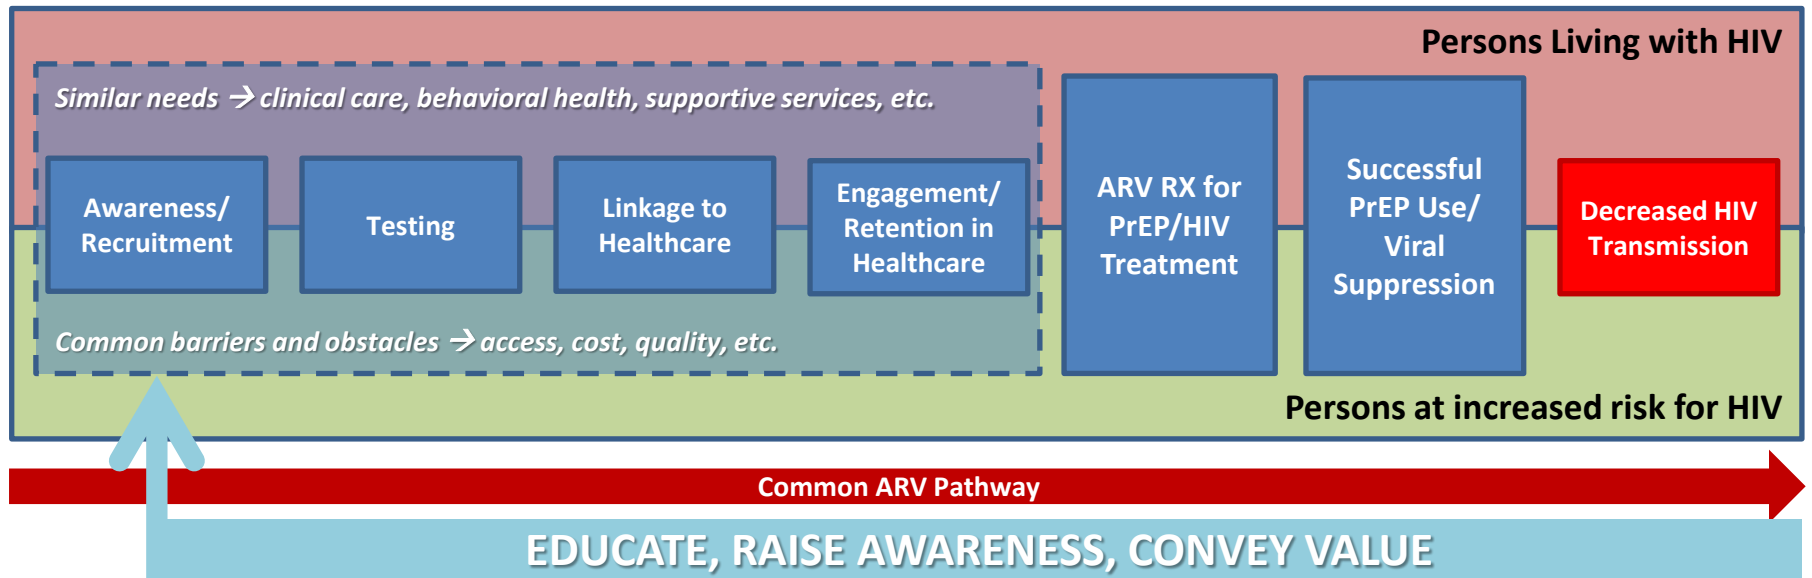 Persons Living with HIV
Similar needs → clinical care, behavioral health, supportive services, etc.
Awareness/
Recruitment
Testing
Linkage to
Healthcare
Engagement/
Retention in
Healthcare
ARV RX for
PrEP/HIV
Treatment
Successful
PrEP Use/
Viral
Suppression
Decreased HIV
Transmission
Common barriers and obstacles → access, cost, quality, etc.
Persons at increased risk for HIV
Common ARV Pathway
EDUCATE, RAISE AWARENESS, CONVEY VALUE